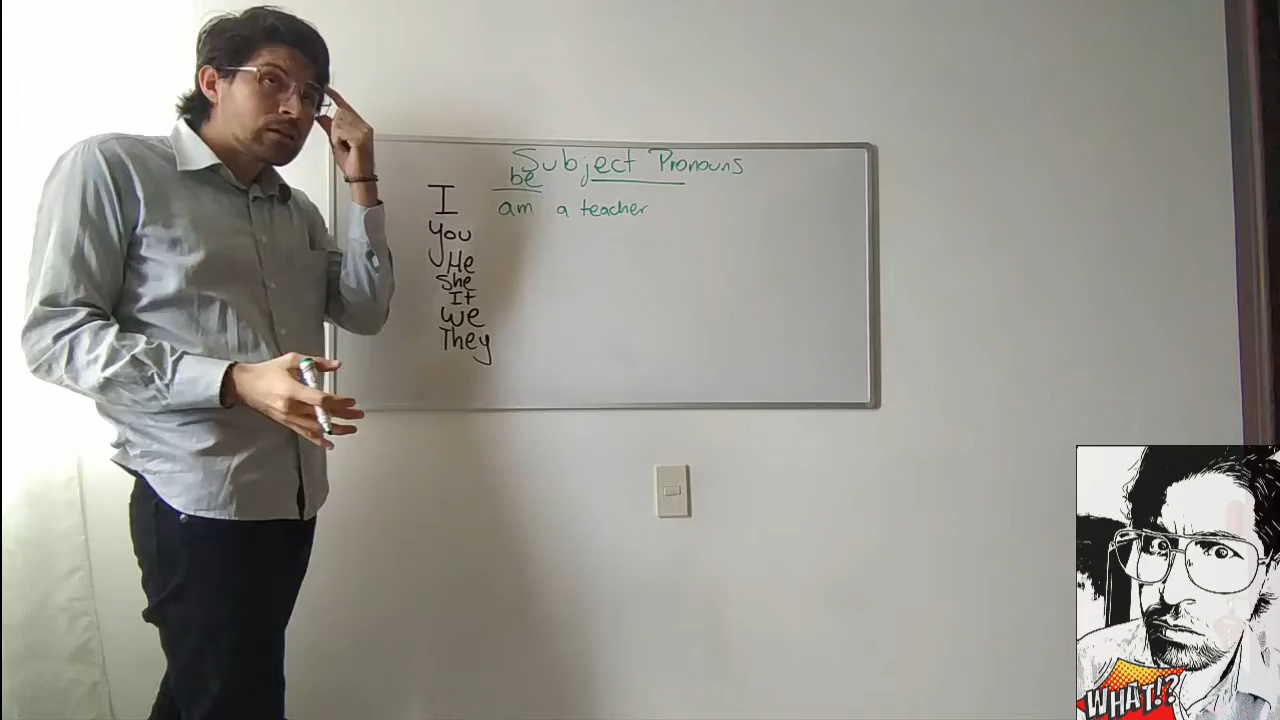 Subject Pronouns
be
I am a teacher
You
He
She
It
We
They
WHAT!?